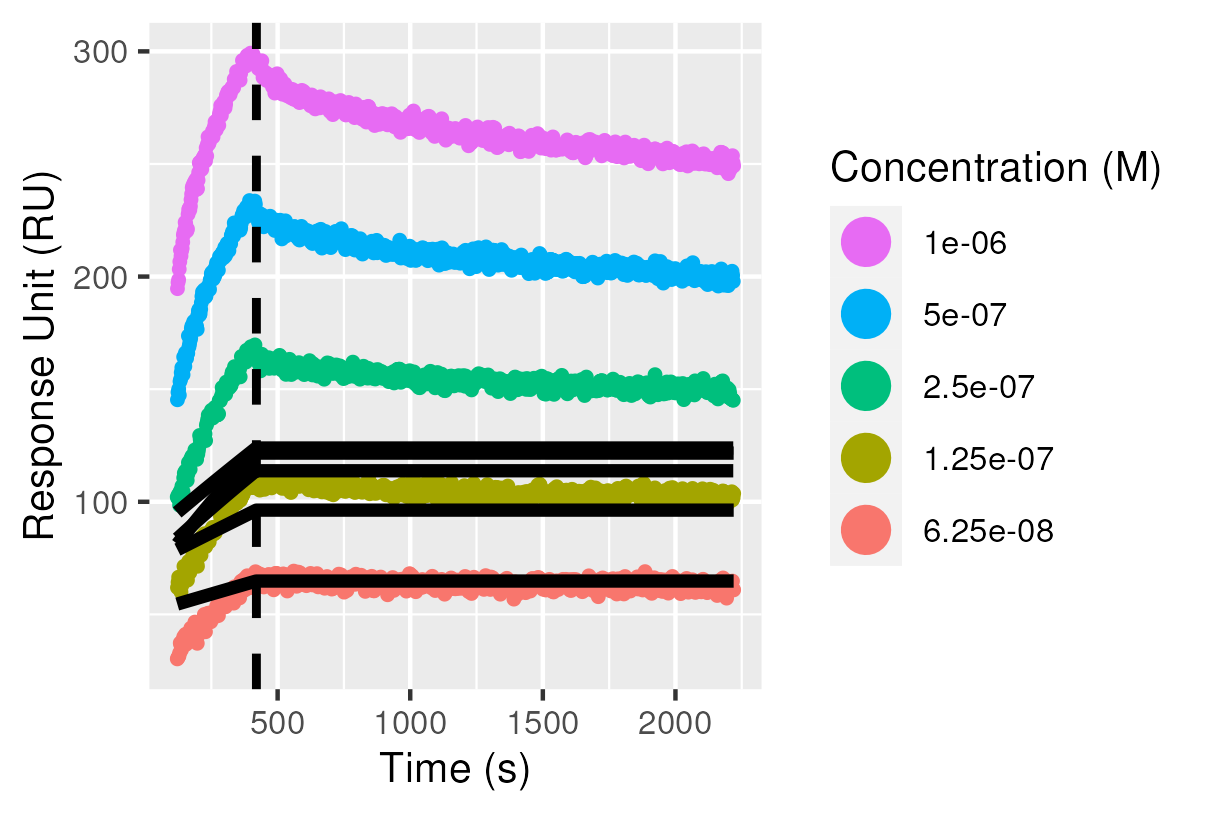 300
200
100
Response Unit (RU)
500
1000
1500
2000
Time (s)
Concentration (M)
1e-06
5e-07
2.5e-07
1.25e-07
6.25e-08